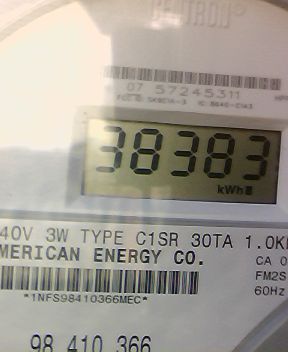 CENTRON®
07 57245311
38383
kWh
40V 3W TYPE C1SR 30TA 1.0K
MERICAN ENERGY CO.
CA 0
FM2S
*1NFS98410366MEC*
60Hz
98 410 366